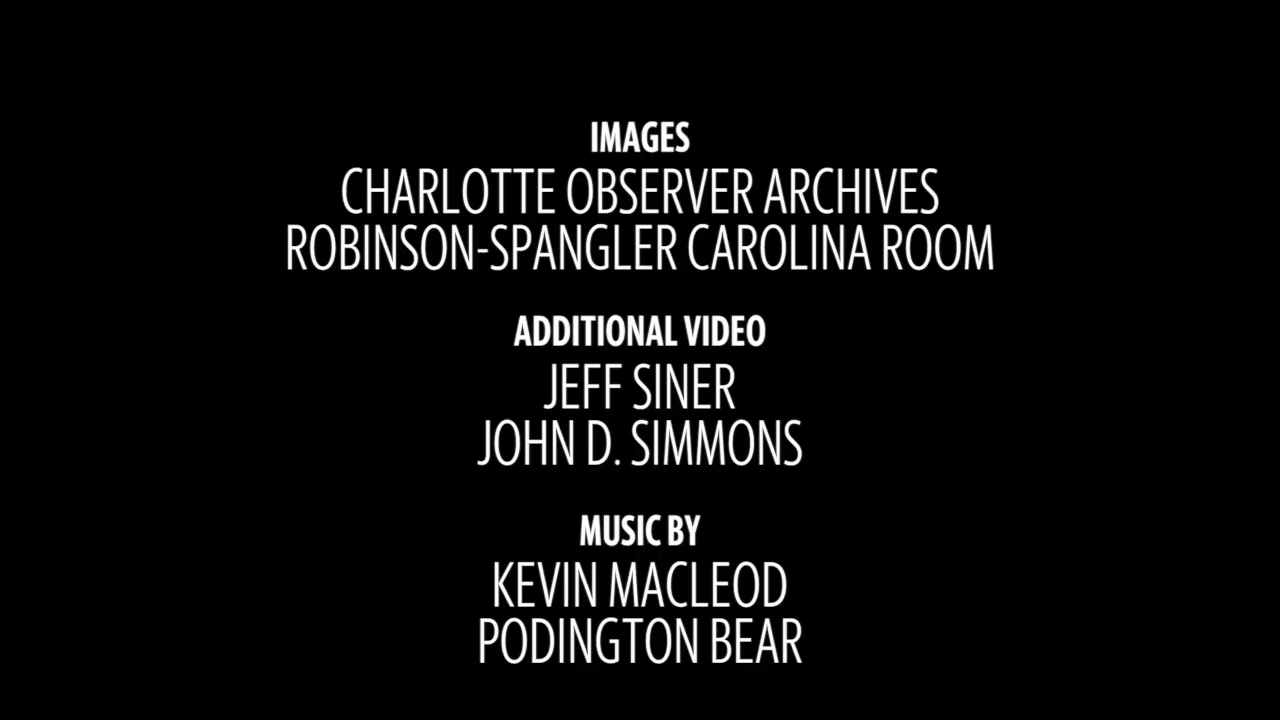 IMAGES
CHARLOTTE OBSERVER ARCHIVES
ROBINSON-SPANGLER CAROLINA ROOM
ADDITIONAL VIDEO
JEFF SINER
JOHN D. SIMMONS
MUSIC BY
KEVIN MACLEOD
PODINGTON BEAR